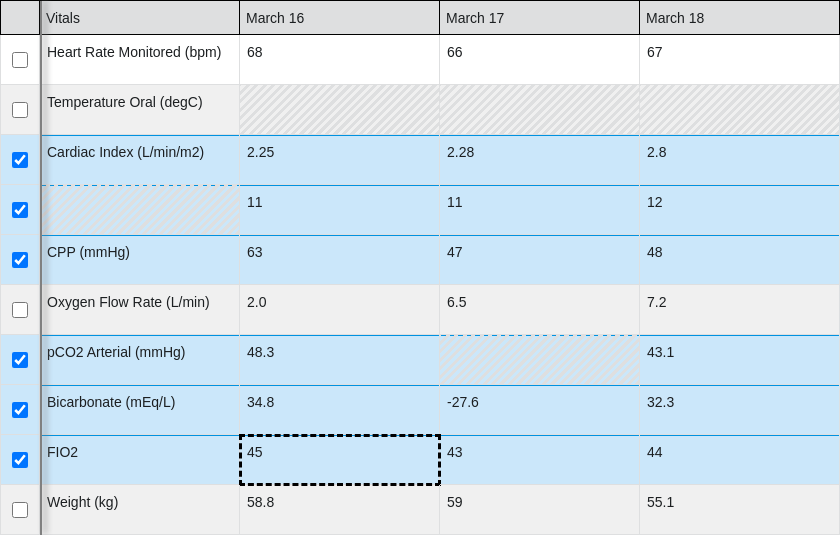 Vitals March 16 March 17 March 18
Heart Rate Monitored (bpm) 68 66 67
Temperature Oral (degC)
Cardiac Index (L/min/m2) 2.25 2.28 2.8
11 11 12
CPP (mmHg) 63 47 48
Oxygen Flow Rate (L/min) 2.0 6.5 7.2
pCO2 Arterial (mmHg) 48.3 43.1
Bicarbonate (mEq/L) 34.8 -27.6 32.3
FIO2 45 43 44
Weight (kg) 58.8 59 55.1